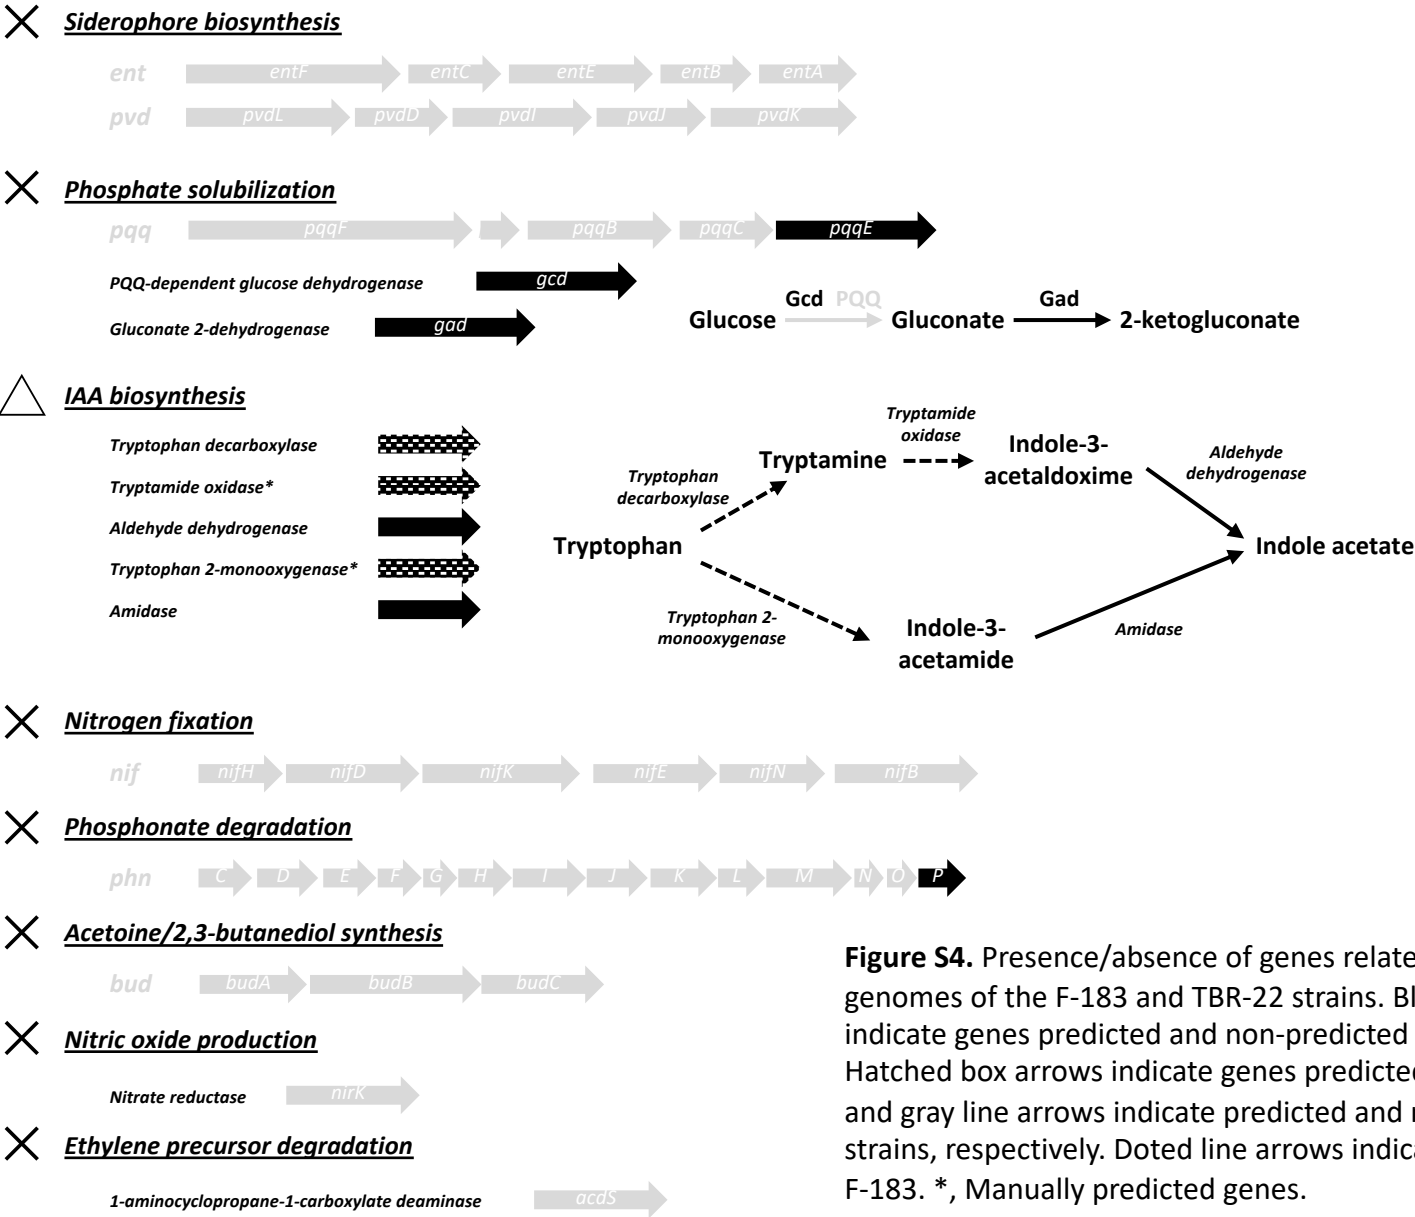 Siderophore biosynthesis
ent entF entC entE entB entA
pvd pvdL pvdD pvdI pvdJ pvdK
Phosphate solubilization
pqq pqqF pqqB pqqC pqqE
PQQ-dependent glucose dehydrogenase gcd
Gluconate 2-dehydrogenase gad
Gcd PQQ Gad
Glucose Gluconate 2-ketogluconate
IAA biosynthesis
Tryptophan decarboxylase
Tryptamide oxidase*
Aldehyde dehydrogenase
Tryptophan 2-monooxygenase*
Amidase
Tryptophan
Tryptophan
decarboxylase
Tryptamine
Tryptamide
oxidase
Indole-3-
acetaldoxime
Aldehyde
dehydrogenase
Indole acetate
Tryptophan 2-
monooxygenase
Indole-3-
acetamide
Amidase
Nitrogen fixation
nif nifH nifD nifK nifE nifN nifB
Phosphonate degradation
phn C D E F G H I J K L M N O P
Acetoine/2,3-butanediol synthesis
bud budA budB budC
Nitric oxide production
Nitrate reductase nirK
Ethylene precursor degradation
1-aminocyclopropane-1-carboxylate deaminase acdS
Figure S4. Presence/absence of genes relate
genomes of the F-183 and TBR-22 strains. Bl
indicate genes predicted and non-predicted
Hatched box arrows indicate genes predicted
and gray line arrows indicate predicted and
strains, respectively. Doted line arrows indica
F-183. *, Manually predicted genes.